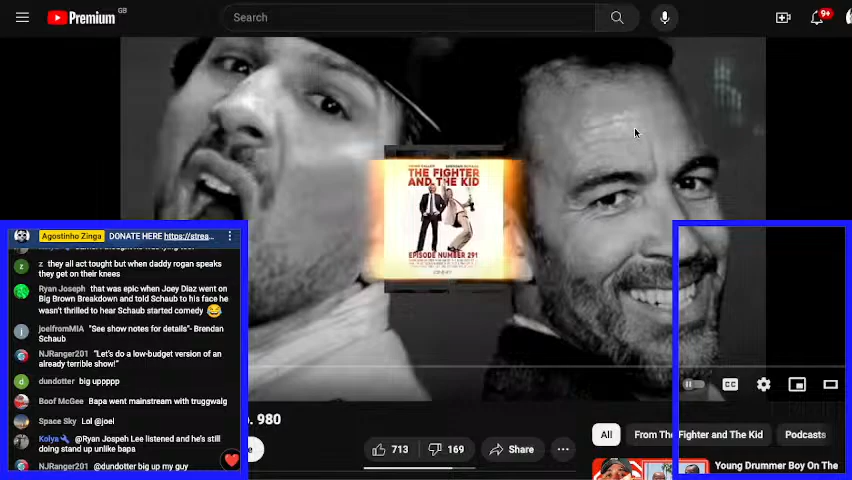 Premium GB
Search
9+
THE FIGHTER
AND THE KID
EPISODE NUMBER 291
Agostinho Zinga DONATE HERE https://strea...
z they all act tought but when daddy rogan speaks
they get on their knees
Ryan Joseph that was epic when Joey Diaz went on
Big Brown Breakdown and told Schaub to his face he
wasn't thrilled to hear Schaub started comedy
joelfromMIA "See show notes for details"- Brendan
Schaub
NJRanger201 "Let's do a low-budget version of an
already terrible show!"
dundotter big uppppp
Boof McGee Bapa went mainstream with truggwalg
Space Sky Lol @joel
Kolya @Ryan Jospeh Lee listened and he's still
doing stand up unlike bapa
NJRanger201 @dundotter big up my guy
CC
. 980
713
169
Share
All
From The Fighter and The Kid
Podcasts
Young Drummer Boy On The